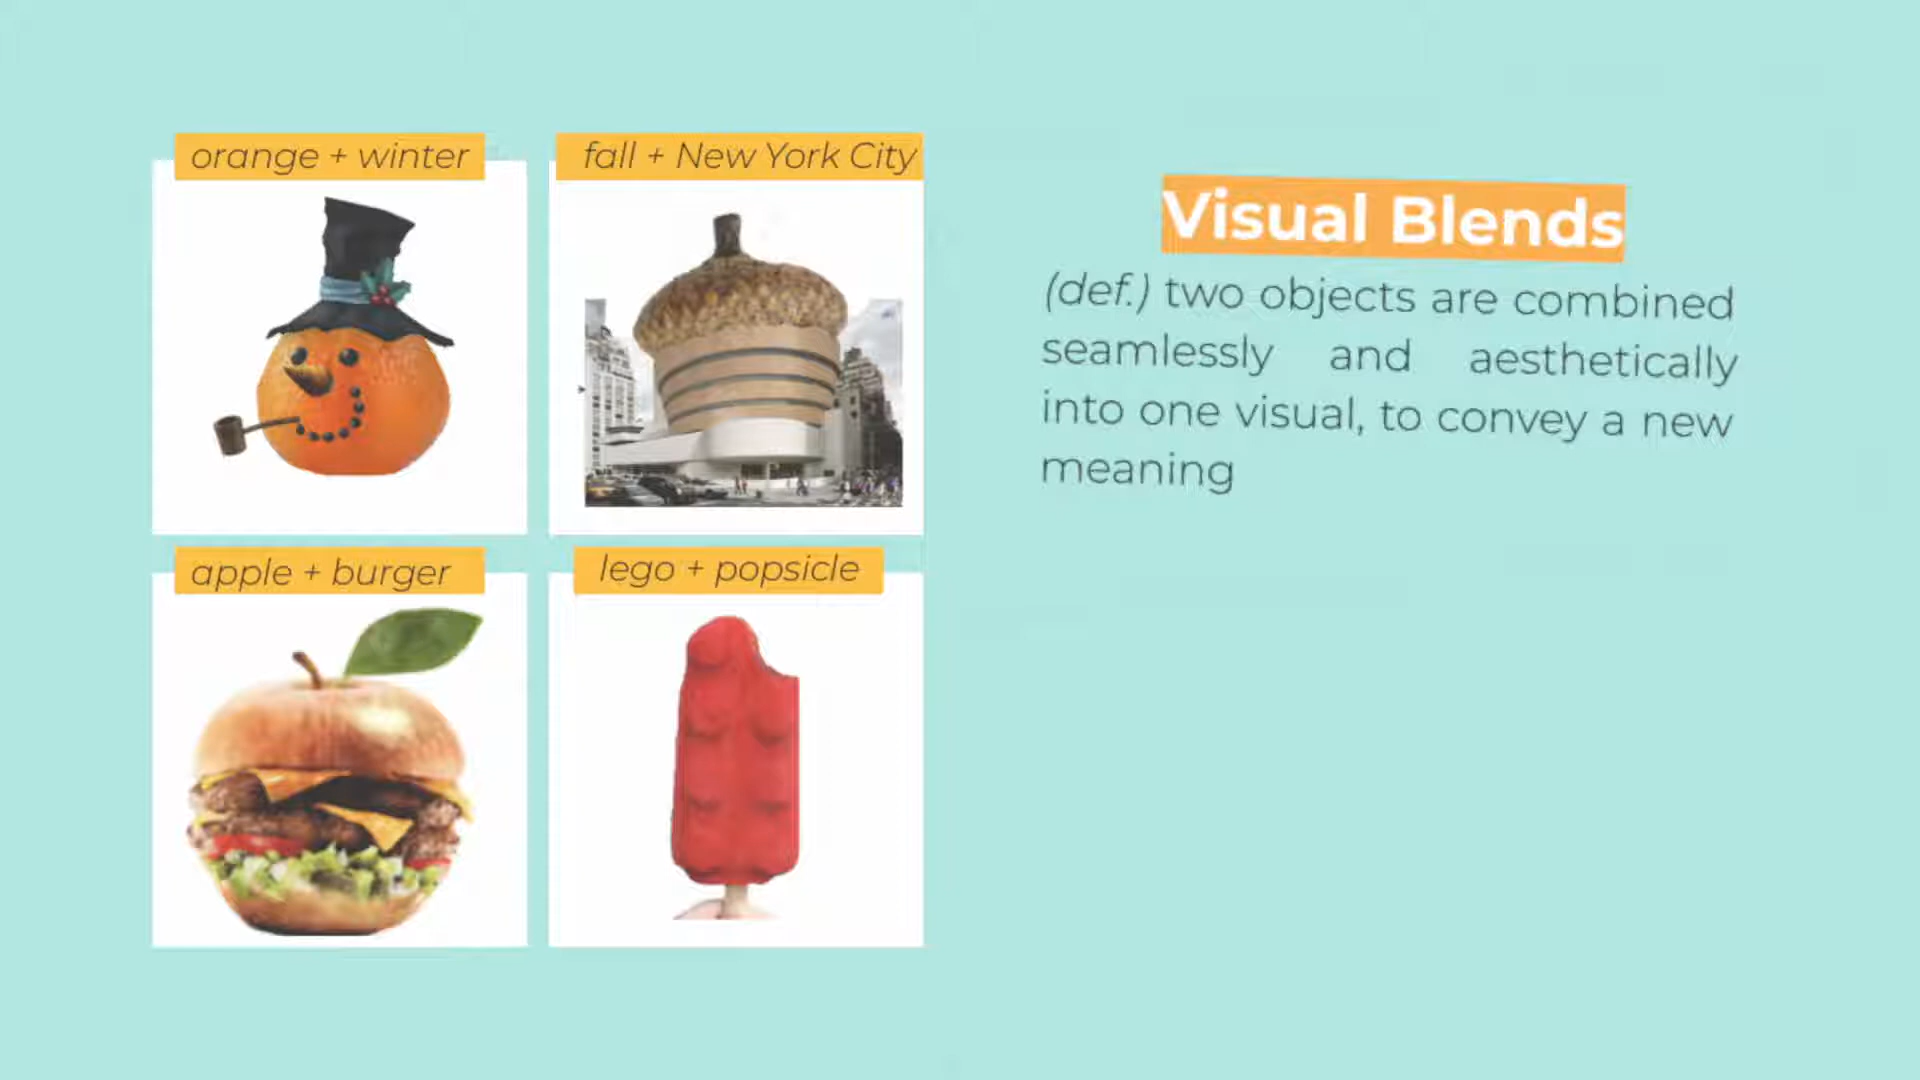 orange + winter
fall + New York City
apple + burger
lego + popsicle
Visual Blends
(def.) two objects are combined
seamlessly and aesthetically
into one visual, to convey a new
meaning